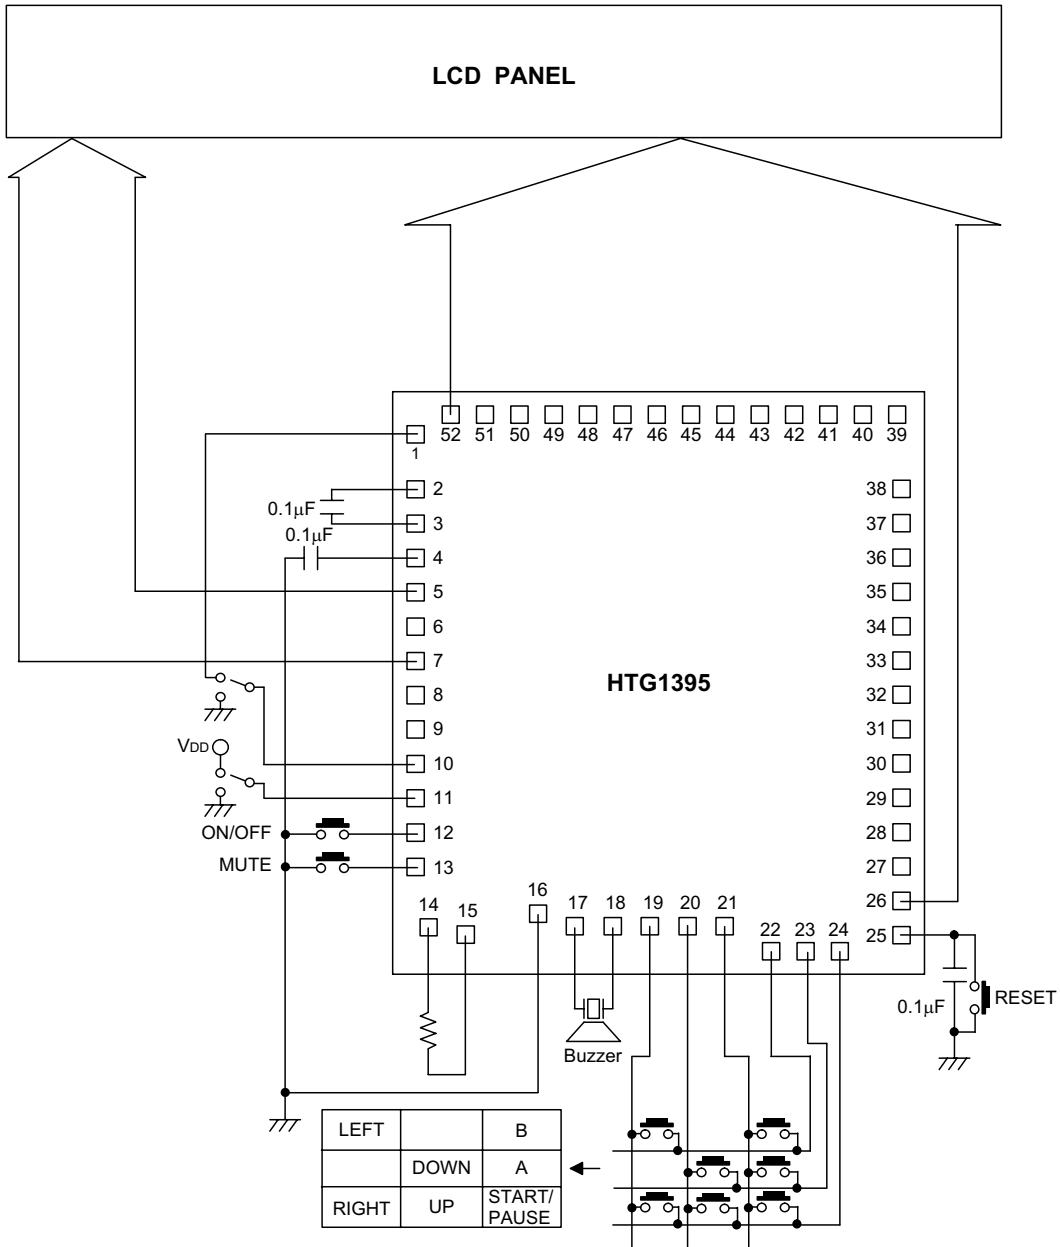 LCD PANEL
52 51 50 49 48 47 46 45 44 43 42 41 40 39
1
2
38
0.1µF
3
37
0.1µF
4
36
5
35
6
34
7
33
HTG1395
8
32
9
31
VDD
10
30
11
29
ON/OFF
12
28
MUTE
13
27
26
14 15 16 17 18 19 20 21 22 23 24
25
0.1µF
RESET
Buzzer
LEFT B
DOWN A
RIGHT UP START/
PAUSE